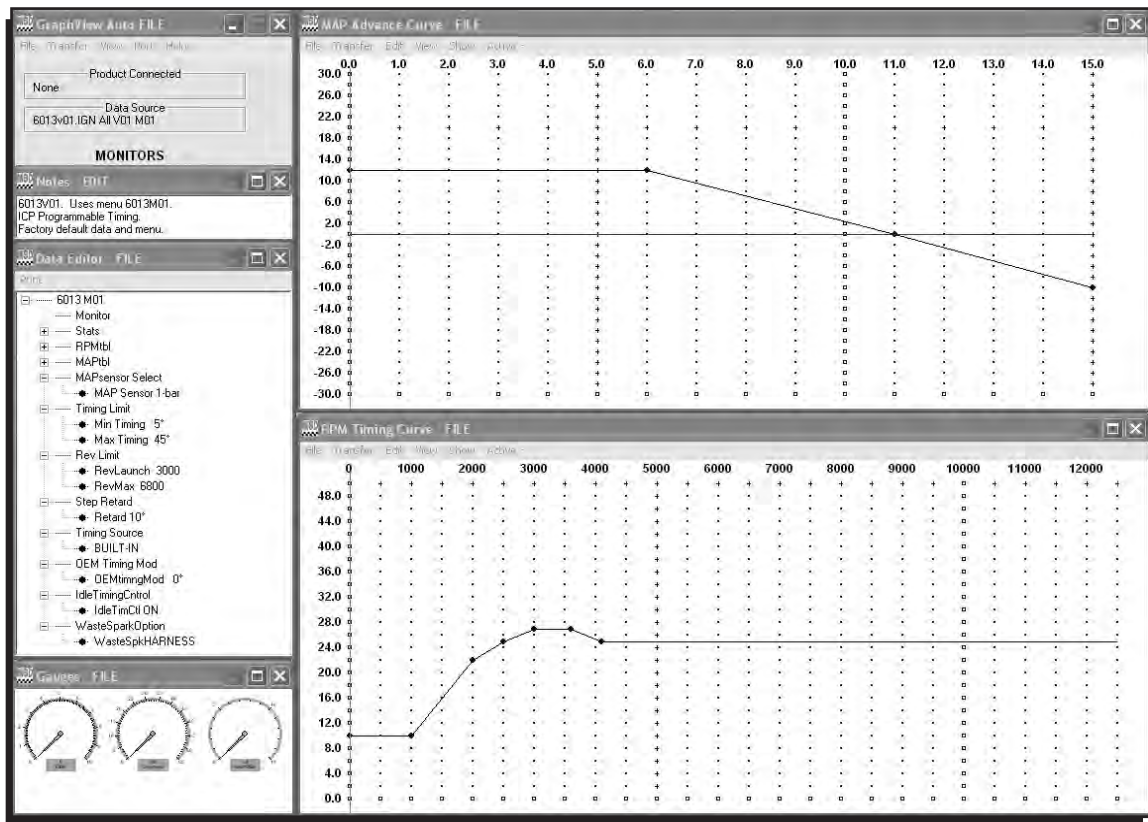 GraphView Auto FILE
File Transfer View Port Help
Product Connected
None
Data Source
6013v01.IGN All V01 M01
MONITORS
Notes EDIT
6013V01. Uses menu 6013M01.
ICP Programmable Timing.
Factory default data and menu.
Data Editor FILE
Print
6013 M01
Monitor
Stats
RPMtbl
MAPtbl
MAPsensor Select
MAP Sensor 1-bar
Timing Limit
Min Timing 5°
Max Timing 45°
Rev Limit
RevLaunch 3000
RevMax 6800
Step Retard
Retard 10°
Timing Source
BUILT-IN
OEM Timing Mod
OEMtimngMod 0°
IdleTimingCntrol
IdleTimCtl ON
WasteSparkOption
WasteSpkHARNESS
Gauges FILE
MAP Advance Curve FILE
File Transfer Edit View Show Active
0.0 1.0 2.0 3.0 4.0 5.0 6.0 7.0 8.0 9.0 10.0 11.0 12.0 13.0 14.0 15.0
30.0
26.0
22.0
18.0
14.0
10.0
6.0
2.0
-2.0
-6.0
-10.0
-14.0
-18.0
-22.0
-26.0
-30.0
RPM Timing Curve FILE
File Transfer Edit View Show Active
0 1000 2000 3000 4000 5000 6000 7000 8000 9000 10000 11000 12000
48.0
44.0
40.0
36.0
32.0
28.0
24.0
20.0
16.0
12.0
8.0
4.0
0.0